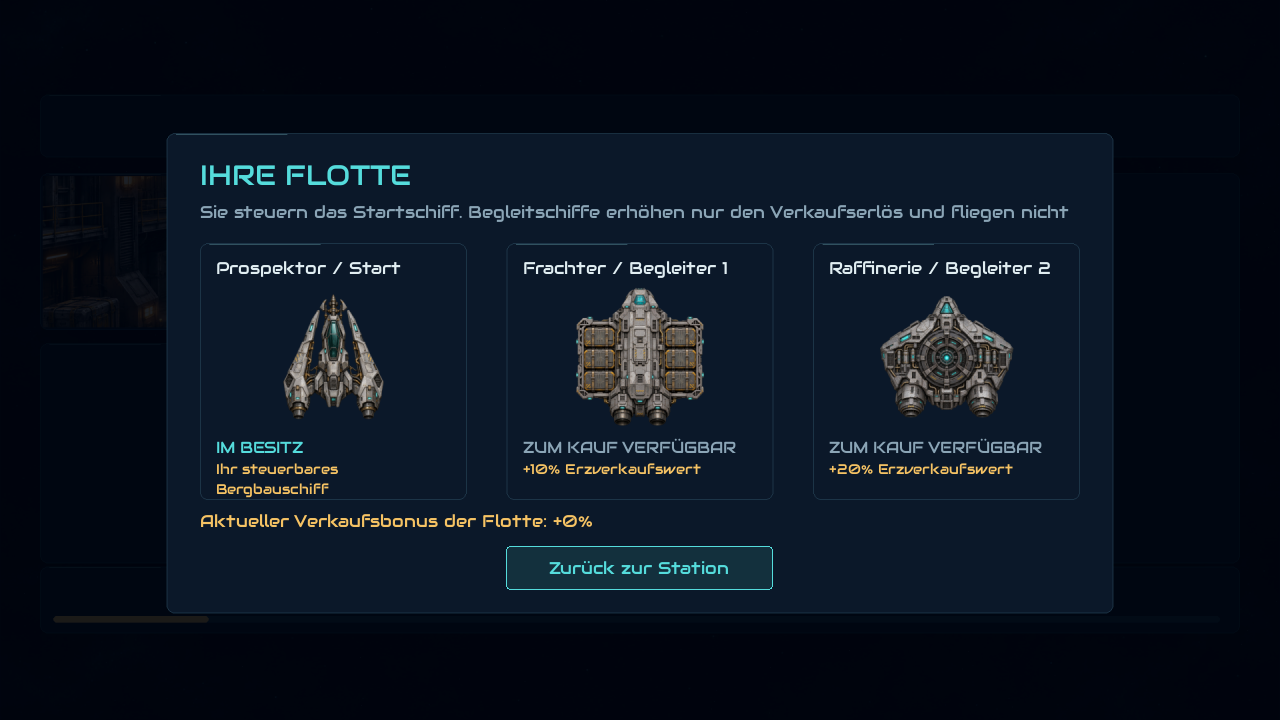 IHRE FLOTTE
Sie steuern das Startschiff. Begleitschiffe erhöhen nur den Verkaufserlös und fliegen nicht
Prospektor / Start
IM BESITZ
Ihr steuerbares
Bergbauschiff
Frachter / Begleiter 1
ZUM KAUF VERFÜGBAR
+10% Erzverkaufswert
Raffinerie / Begleiter 2
ZUM KAUF VERFÜGBAR
+20% Erzverkaufswert
Aktueller Verkaufsbonus der Flotte: +0%
Zurück zur Station